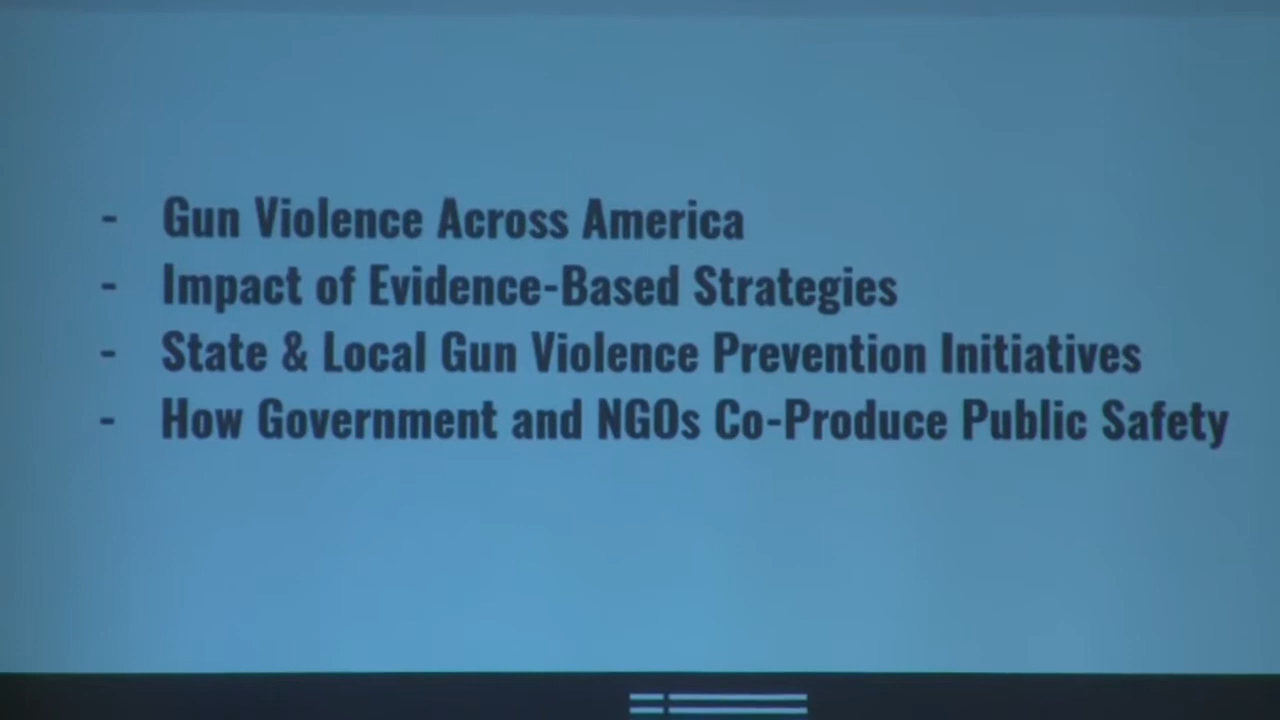 - Gun Violence Across America
- Impact of Evidence-Based Strategies
- State & Local Gun Violence Prevention Initiatives
- How Government and NGOs Co-Produce Public Safety